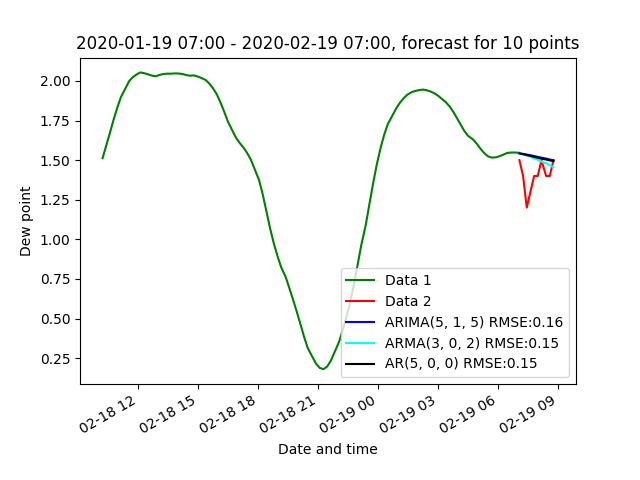 2020-01-19 07:00 - 2020-02-19 07:00, forecast for 10 points
Dew point
2.00
1.75
1.50
1.25
1.00
0.75
0.50
0.25
Data 1
Data 2
ARIMA(5, 1, 5) RMSE:0.16
ARMA(3, 0, 2) RMSE:0.15
AR(5, 0, 0) RMSE:0.15
02-18 12
02-18 15
02-18 18
02-18 21
02-19 00
02-19 03
02-19 06
02-19 09
Date and time